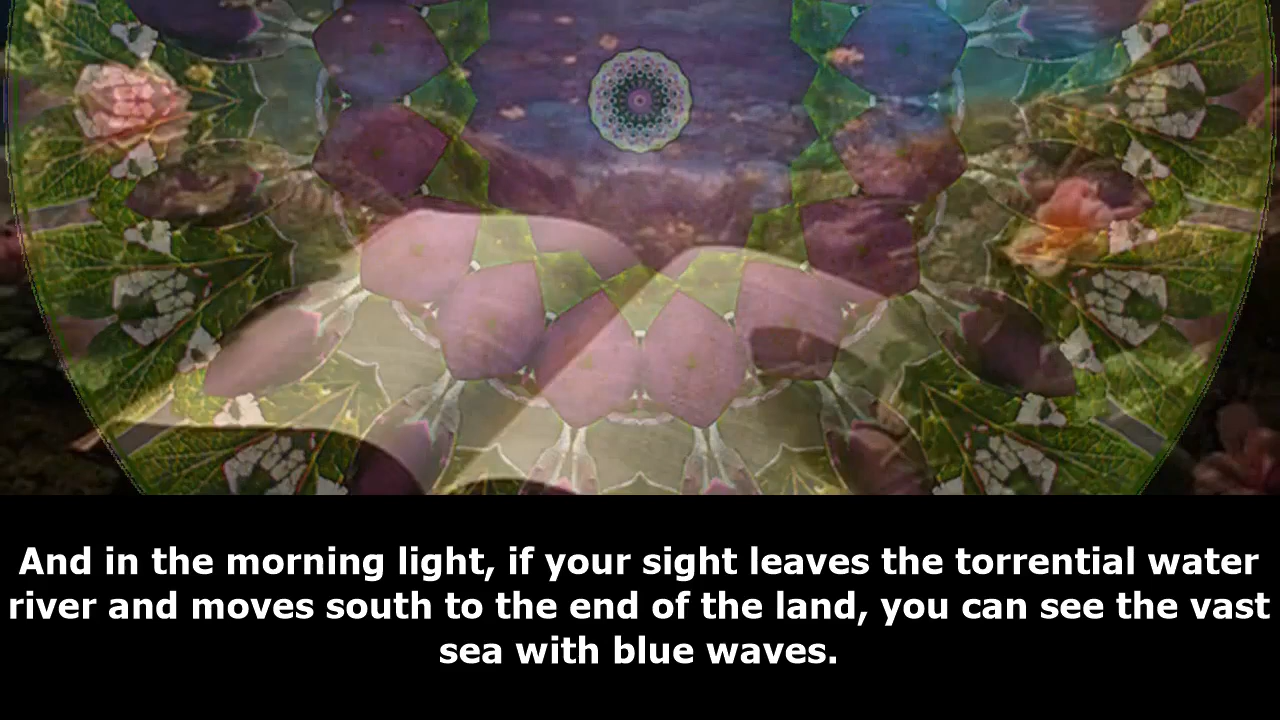 And in the morning light, if your sight leaves the torrential water
river and moves south to the end of the land, you can see the vast
sea with blue waves.